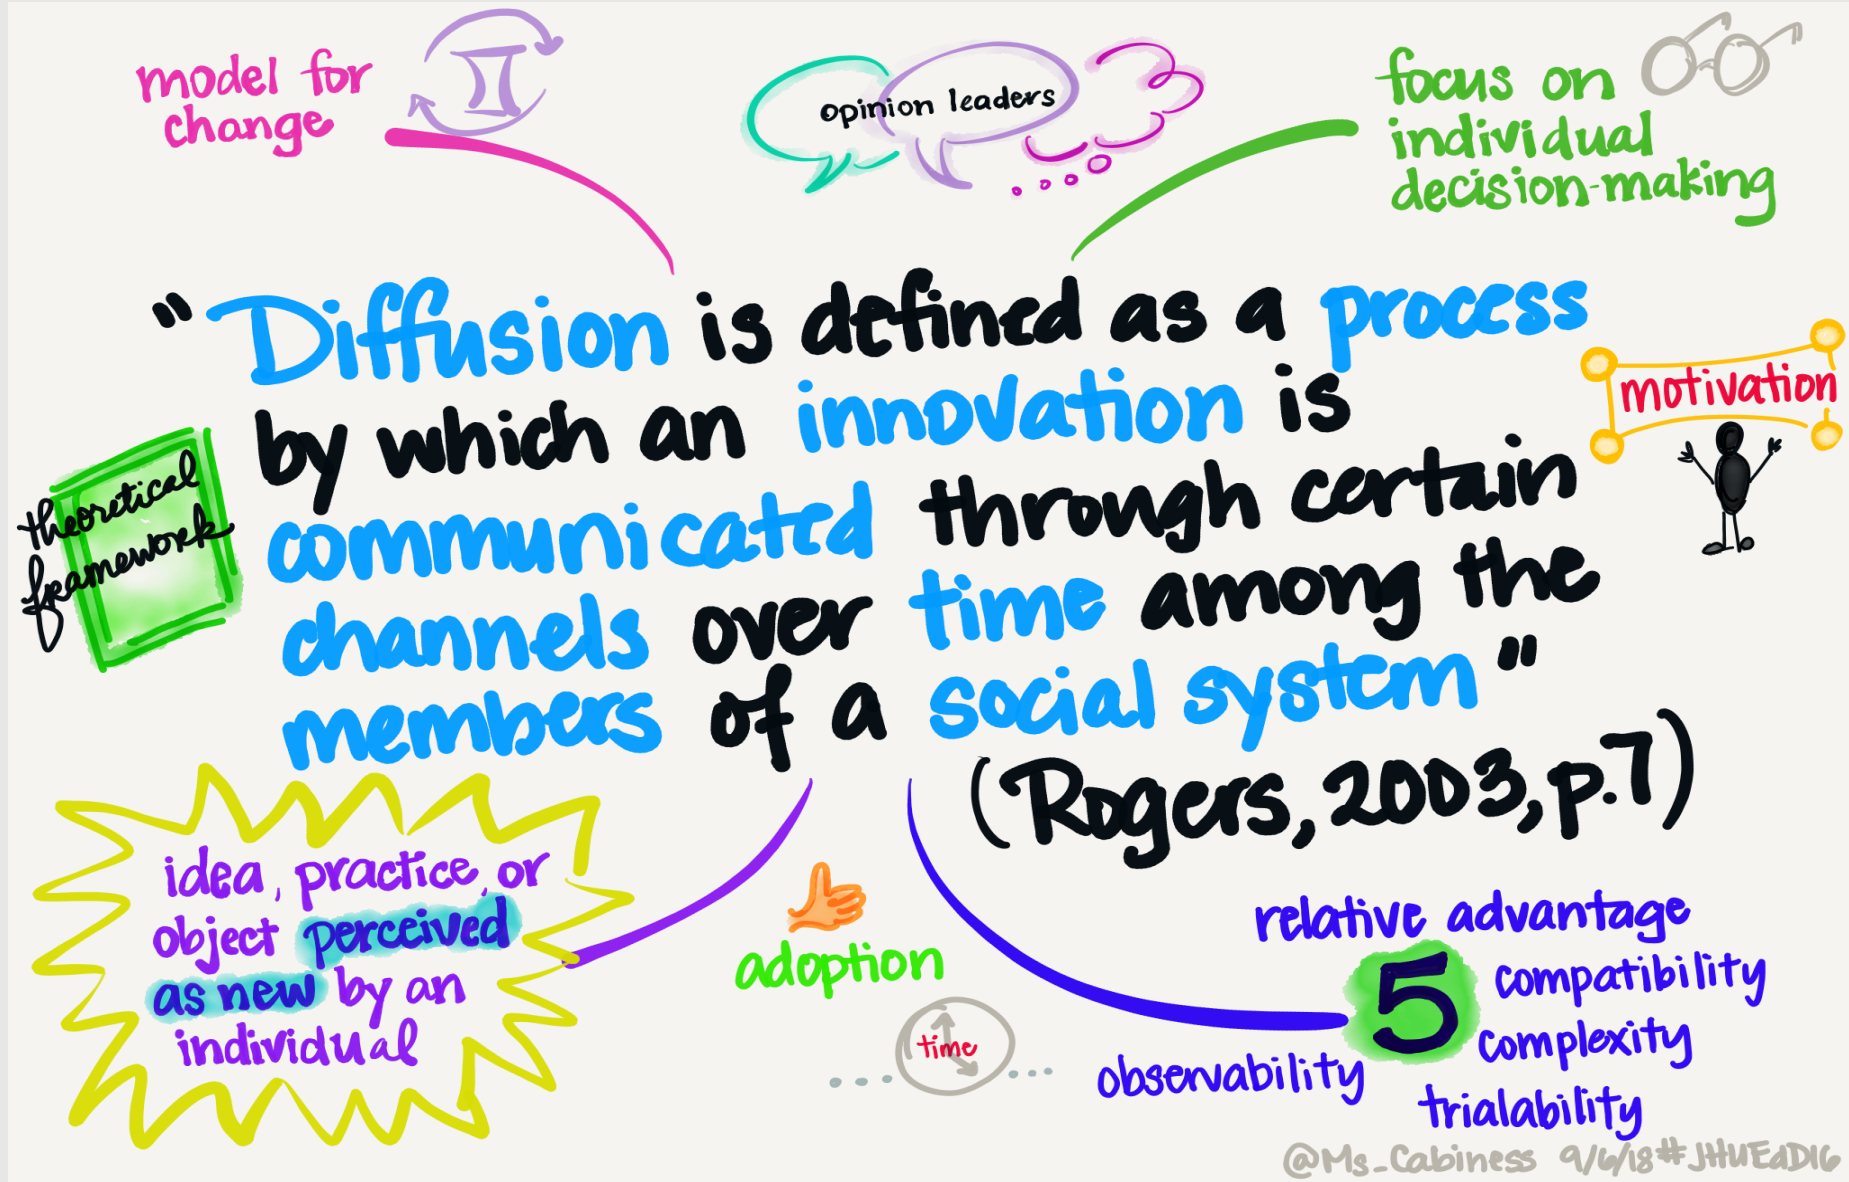 model for
change
opinion leaders
focus on
individual
decision-making
"Diffusion is defined as a process
by which an innovation is
communicated through certain
channels over time among the
members of a social system"
(Rogers, 2003, p.7)
motivation
theoretical
framework
idea, practice, or
object perceived
as new by an
individual
adoption
time
5
relative advantage
compatibility
complexity
trialability
observability
@Ms_Cabiness 9/6/18 #JHUEdD16